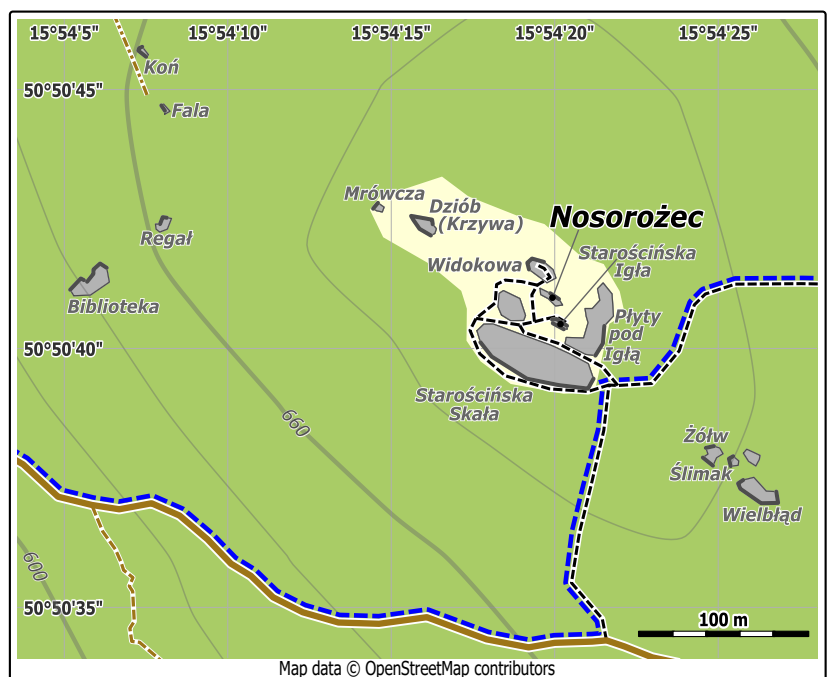 15°54'5" 15°54'10" 15°54'15" 15°54'20" 15°54'25"
Koń
50°50'45"
Fala
Mrówcza
Dziób
(Krzywa)
Nosorożec
Regał
Starościńska
Igła
Widokowa
Biblioteka
Płyty
pod
Igłą
50°50'40"
Starościńska
Skała
660
Żółw
Ślimak
Wielbłąd
600
50°50'35"
100 m
Map data © OpenStreetMap contributors